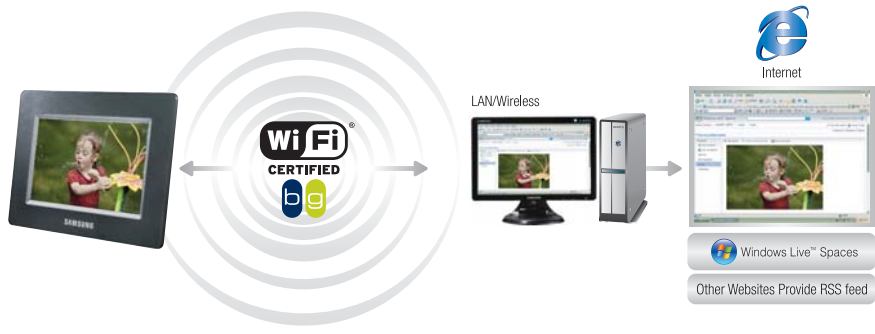 SAMSUNG
Wi Fi ®
CERTIFIED
b g
LAN/Wireless
Internet
Windows Live™ Spaces
Other Websites Provide RSS feed